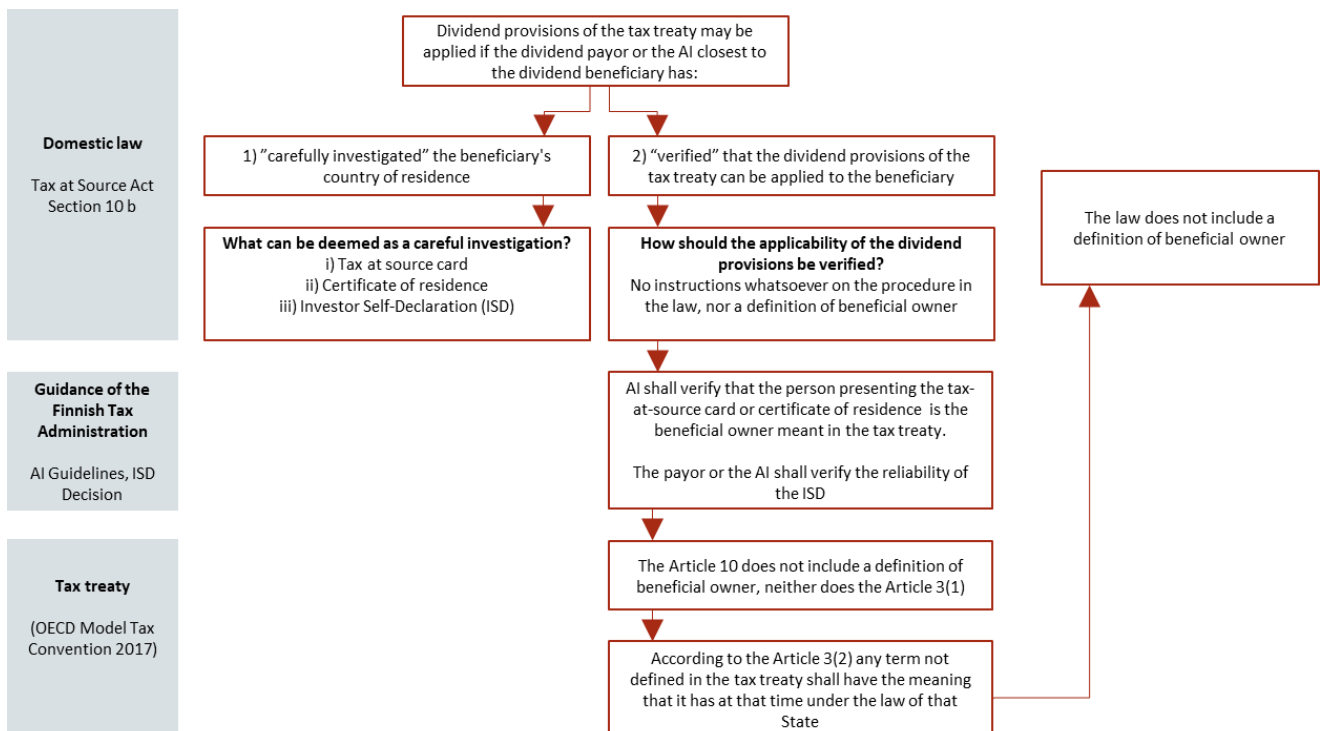 Dividend provisions of the tax treaty may be
applied if the dividend payor or the AI closest to
the dividend beneficiary has:
Domestic law
Tax at Source Act
Section 10 b
1) ”carefully investigated” the beneficiary's
country of residence
2) “verified” that the dividend provisions of the
tax treaty can be applied to the beneficiary
The law does not include a
definition of beneficial owner
What can be deemed as a careful investigation?
i) Tax at source card
ii) Certificate of residence
iii) Investor Self-Declaration (ISD)
How should the applicability of the dividend
provisions be verified?
No instructions whatsoever on the procedure in
the law, nor a definition of beneficial owner
Guidance of the
Finnish Tax
Administration
AI Guidelines, ISD
Decision
AI shall verify that the person presenting the tax-
at-source card or certificate of residence is the
beneficial owner meant in the tax treaty.
The payor or the AI shall verify the reliability of
the ISD
Tax treaty
(OECD Model Tax
Convention 2017)
The Article 10 does not include a definition of
beneficial owner, neither does the Article 3(1)
According to the Article 3(2) any term not
defined in the tax treaty shall have the meaning
that it has at that time under the law of that
State